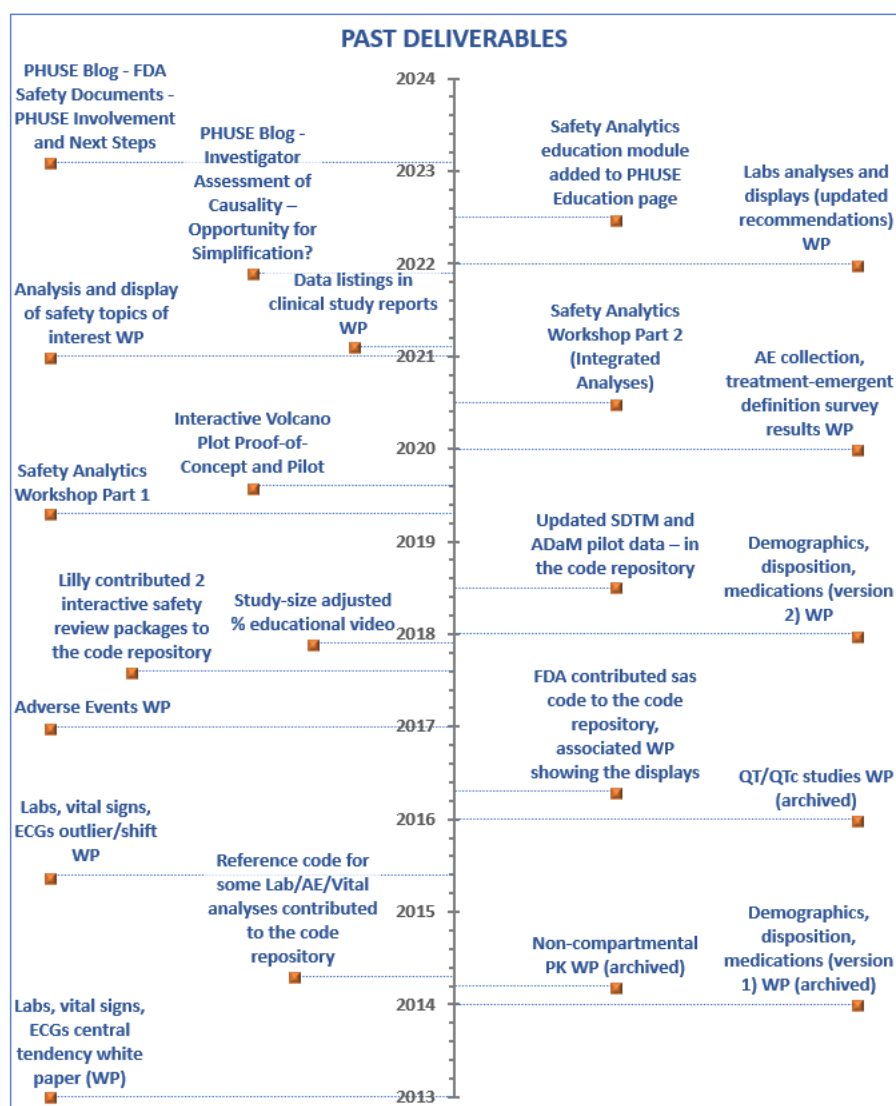 PAST DELIVERABLES
PHUSE Blog - FDA
Safety Documents -
PHUSE Involvement
and Next Steps
PHUSE Blog -
Investigator
Assessment of
Causality –
Opportunity for
Simplification?
Data listings in
clinical study reports
WP
Analysis and display
of safety topics of
interest WP
Interactive Volcano
Plot Proof-of-
Concept and Pilot
Safety Analytics
Workshop Part 1
Lilly contributed 2
interactive safety
review packages to
the code repository
Study-size adjusted
% educational video
Adverse Events WP
Labs, vital signs,
ECGs outlier/shift
WP
Reference code for
some Lab/AE/Vital
analyses contributed
to the code
repository
Labs, vital signs,
ECGs central
tendency white
paper (WP)
2024
2023
2022
2021
2020
2019
2018
2017
2016
2015
2014
2013
Safety Analytics
education module
added to PHUSE
Education page
Labs analyses and
displays (updated
recommendations)
WP
Safety Analytics
Workshop Part 2
(Integrated
Analyses)
AE collection,
treatment-emergent
definition survey
results WP
Updated SDTM and
ADaM pilot data – in
the code repository
Demographics,
disposition,
medications (version
2) WP
FDA contributed sas
code to the code
repository,
associated WP
showing the displays
QT/QTc studies WP
(archived)
Non-compartmental
PK WP (archived)
Demographics,
disposition,
medications (version
1) WP (archived)